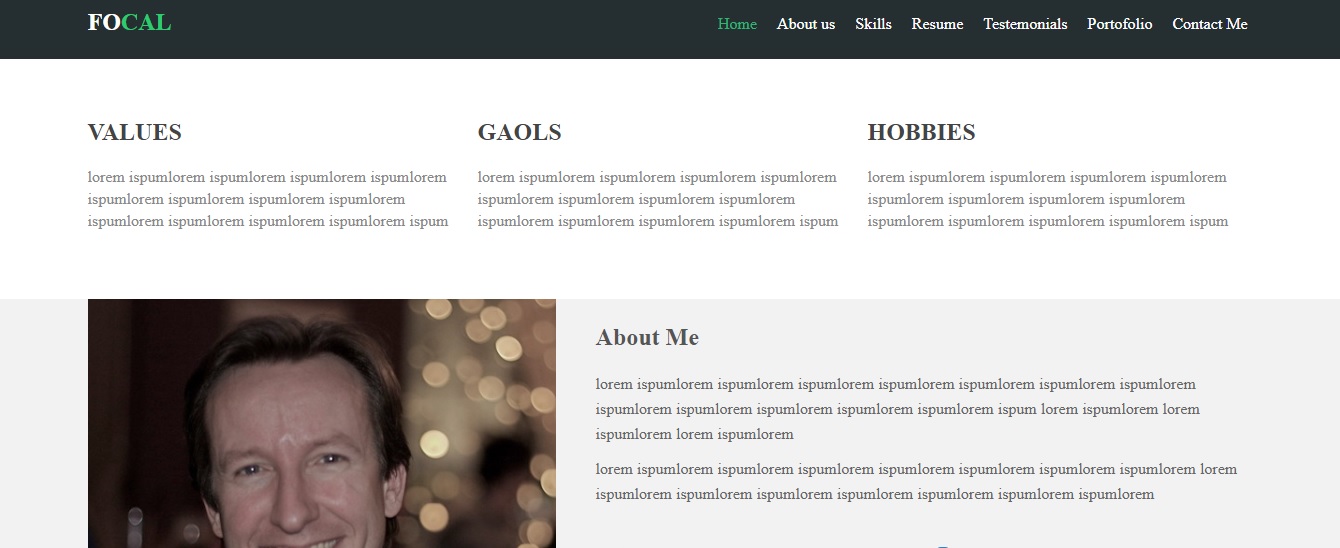 FOCAL
Home About us Skills Resume Testemonials Portofolio Contact Me
VALUES
lorem ispumlorem ispumlorem ispumlorem ispumlorem
ispumlorem ispumlorem ispumlorem ispumlorem
ispumlorem ispumlorem ispumlorem ispumlorem ispum
GAOLS
lorem ispumlorem ispumlorem ispumlorem ispumlorem
ispumlorem ispumlorem ispumlorem ispumlorem
ispumlorem ispumlorem ispumlorem ispumlorem ispum
HOBBIES
lorem ispumlorem ispumlorem ispumlorem ispumlorem
ispumlorem ispumlorem ispumlorem ispumlorem
ispumlorem ispumlorem ispumlorem ispumlorem ispum
About Me
lorem ispumlorem ispumlorem ispumlorem ispumlorem ispumlorem ispumlorem ispumlorem
ispumlorem ispumlorem ispumlorem ispumlorem ispumlorem ispum lorem ispumlorem lorem
ispumlorem lorem ispumlorem
lorem ispumlorem ispumlorem ispumlorem ispumlorem ispumlorem ispumlorem ispumlorem lorem
ispumlorem ispumlorem ispumlorem ispumlorem ispumlorem ispumlorem ispumlorem